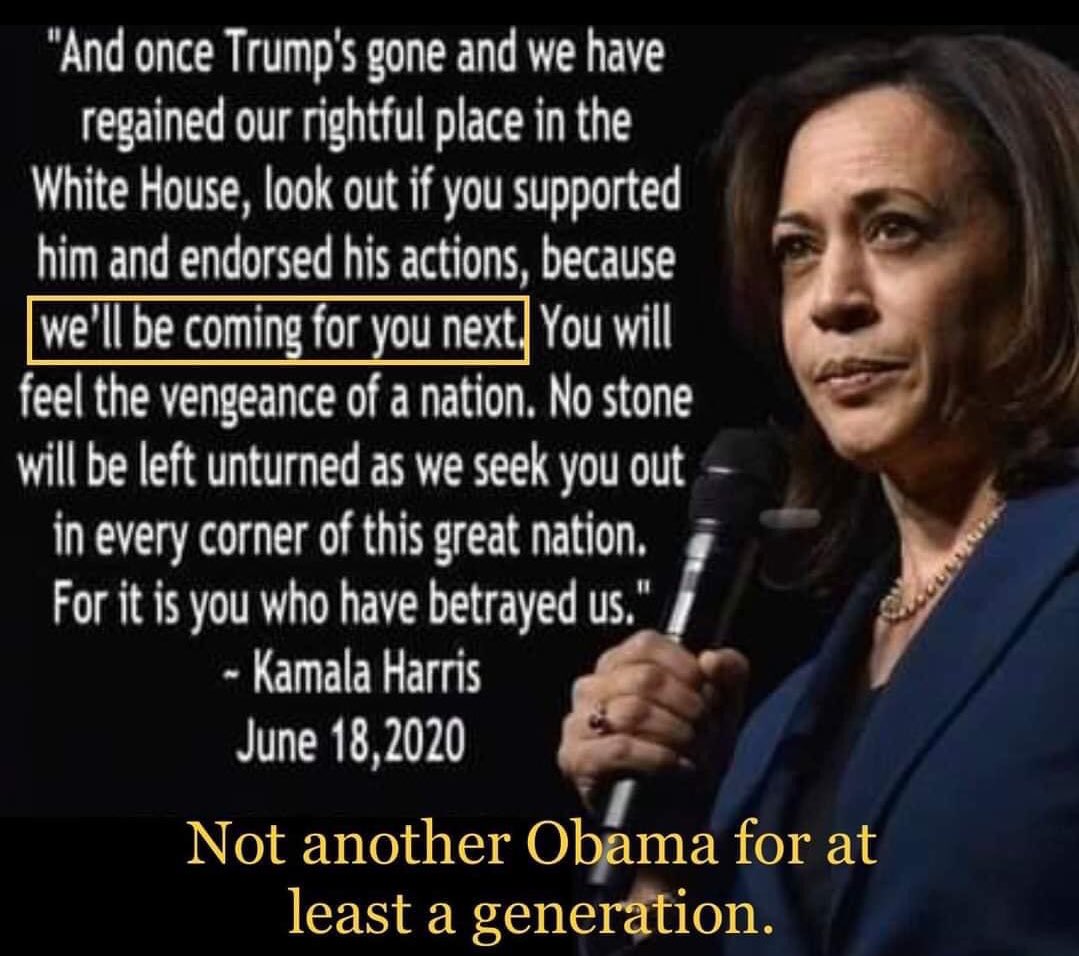 "And once Trump's gone and we have
regained our rightful place in the
White House, look out if you supported
him and endorsed his actions, because
we'll be coming for you next. You will
feel the vengeance of a nation. No stone
will be left unturned as we seek you out
in every corner of this great nation.
For it is you who have betrayed us."
~ Kamala Harris
June 18,2020
Not another Obama for at
least a generation.